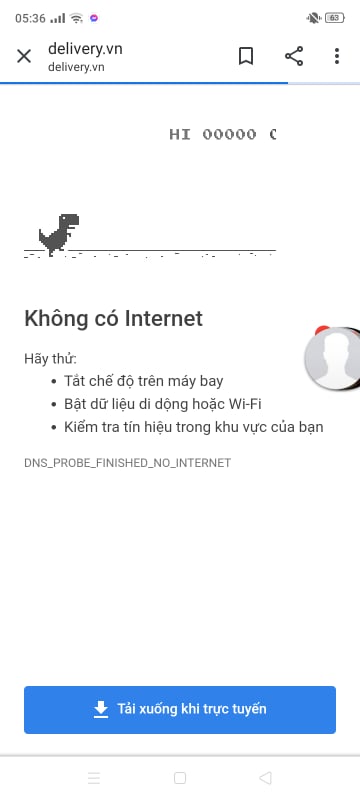 05:36
63
delivery.vn
delivery.vn
HI 00000
Không có Internet
Hãy thử:
Tắt chế độ trên máy bay
Bật dữ liệu di dộng hoặc Wi-Fi
Kiểm tra tín hiệu trong khu vực của bạn
DNS_PROBE_FINISHED_NO_INTERNET
Tải xuống khi trực tuyến